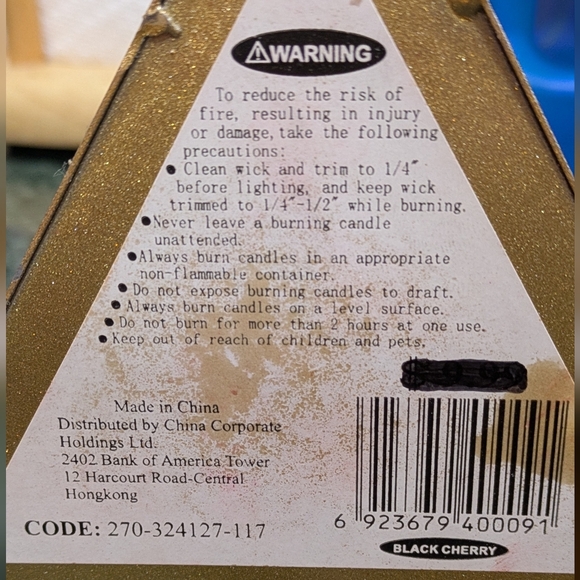 ⚠WARNING
To reduce the risk of
fire, resulting in injury
or damage, take the following
precautions:
● Clean wick and trim to 1/4″
before lighting, and keep wick
trimmed to 1/4″-1/2″ while burning.
●Never leave a burning candle
unattended.
●Always burn candles in an appropriate
non-flammable container.
●Do not expose burning candles to draft.
●Always burn candles on a level surface.
●Do not burn for more than 2 hours at one use.
●Keep out of reach of children and pets.
Made in China
Distributed by China Corporate
Holdings Ltd.
2402 Bank of America Tower
12 Harcourt Road-Central
Hongkong
CODE: 270-324127-117
6 923679 400091
BLACK CHERRY